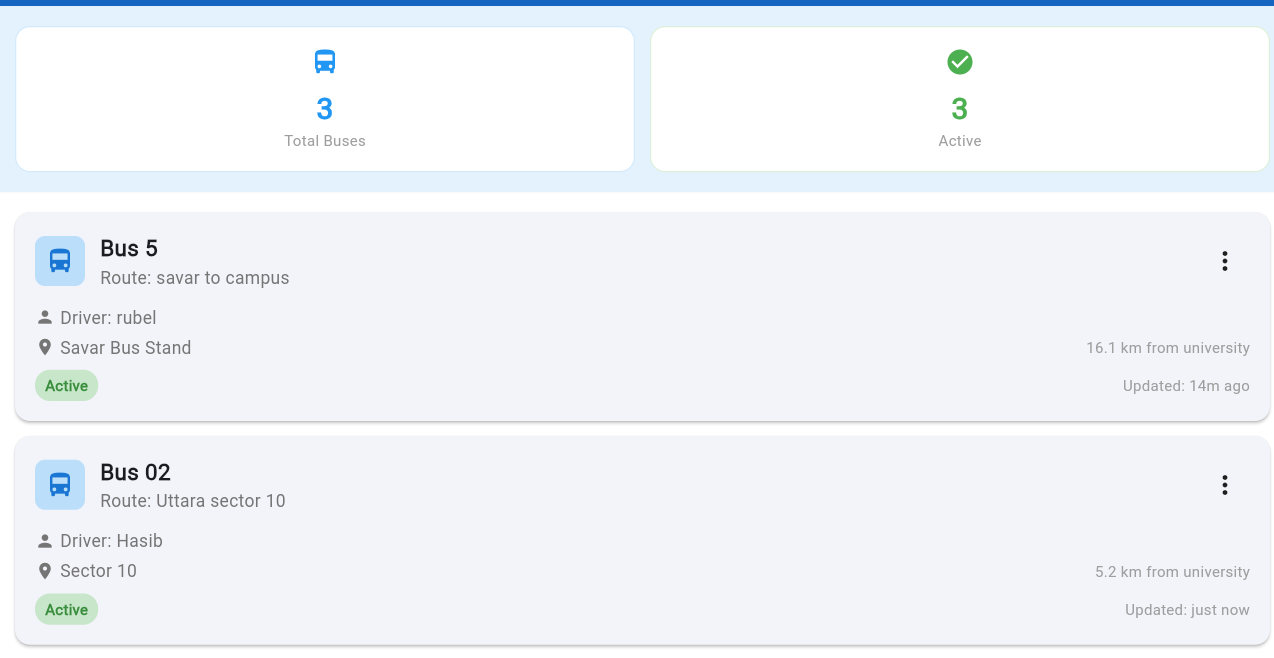 3
Total Buses
3
Active
Bus 5
Route: savar to campus
Driver: rubel
Savar Bus Stand
16.1 km from university
Active
Updated: 14m ago
Bus 02
Route: Uttara sector 10
Driver: Hasib
Sector 10
5.2 km from university
Active
Updated: just now